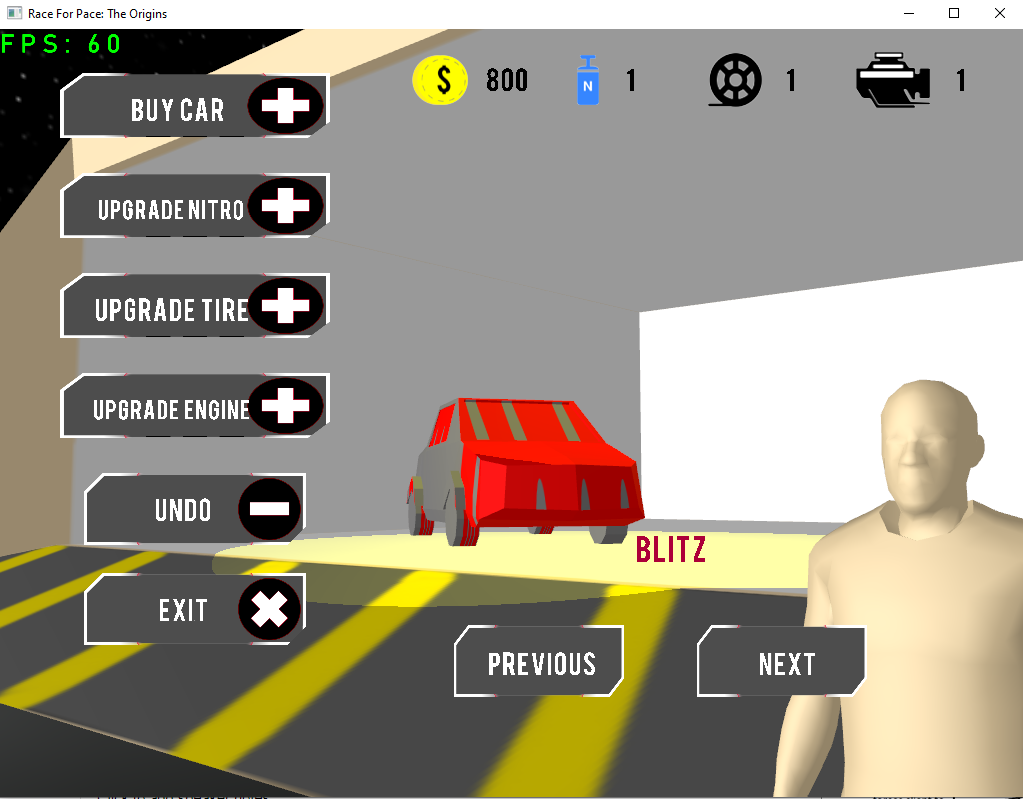 Race For Pace: The Origins
FPS: 60
$ 800 N 1 1 1
BUY CAR
UPGRADE NITRO
UPGRADE TIRE
UPGRADE ENGINE
UNDO
BLITZ
EXIT
PREVIOUS
NEXT